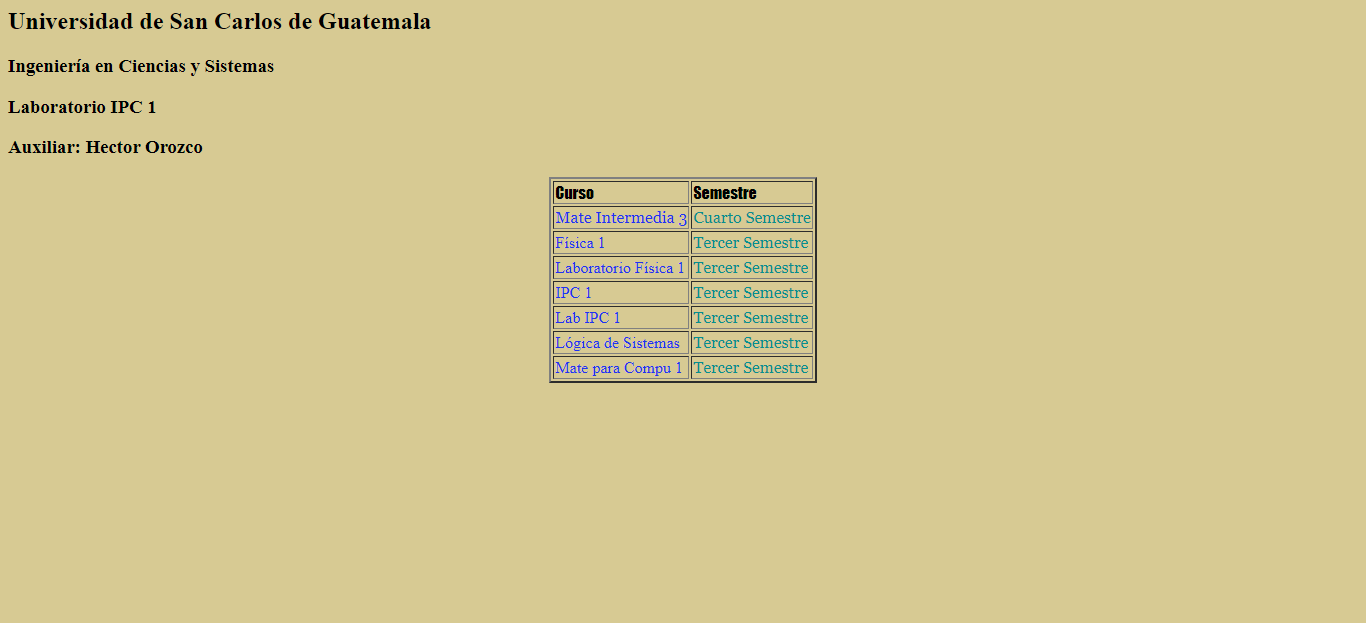 Universidad de San Carlos de Guatemala
Ingeniería en Ciencias y Sistemas
Laboratorio IPC 1
Auxiliar: Hector Orozco
Curso Semestre
Mate Intermedia 3 Cuarto Semestre
Física 1 Tercer Semestre
Laboratorio Física 1 Tercer Semestre
IPC 1 Tercer Semestre
Lab IPC 1 Tercer Semestre
Lógica de Sistemas Tercer Semestre
Mate para Compu 1 Tercer Semestre